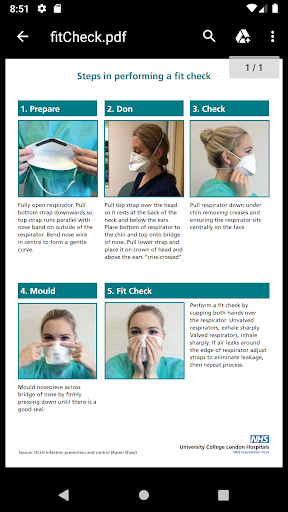 8:51
fitCheck.pdf
1 / 1
Steps in performing a fit check
1. Prepare
2. Don
3. Check
Fully open respirator. Pull
bottom strap downwards so
top strap runs parallel with
nose band on outside of the
respirator. Bend nose wire
in centre to form a gentle
curve.
Pull top strap over the head
so it rests at the back of the
neck and below the ears.
Place bottom of respirator to
the chin and top onto bridge
of nose. Pull lower strap and
place it on crown of head and
above the ears "criss-crossed"
Pull respirator down under
chin removing creases and
ensuring the respirator sits
centrally on the face
4. Mould
5. Fit Check
Mould nosepiece across
bridge of nose by firmly
pressing down until there is a
good seal.
Perform a fit check by
cupping both hands over
the respirator. Unvalved
respirators, exhale sharply.
Valved respirators, inhale
sharply. If air leaks around
the edge of respirator adjust
straps to eliminate leakage,
then repeat process.
NHS
University College London Hospitals
NHS Foundation Trust
Source: UCLH infection prevention and control (Karen Shaw)